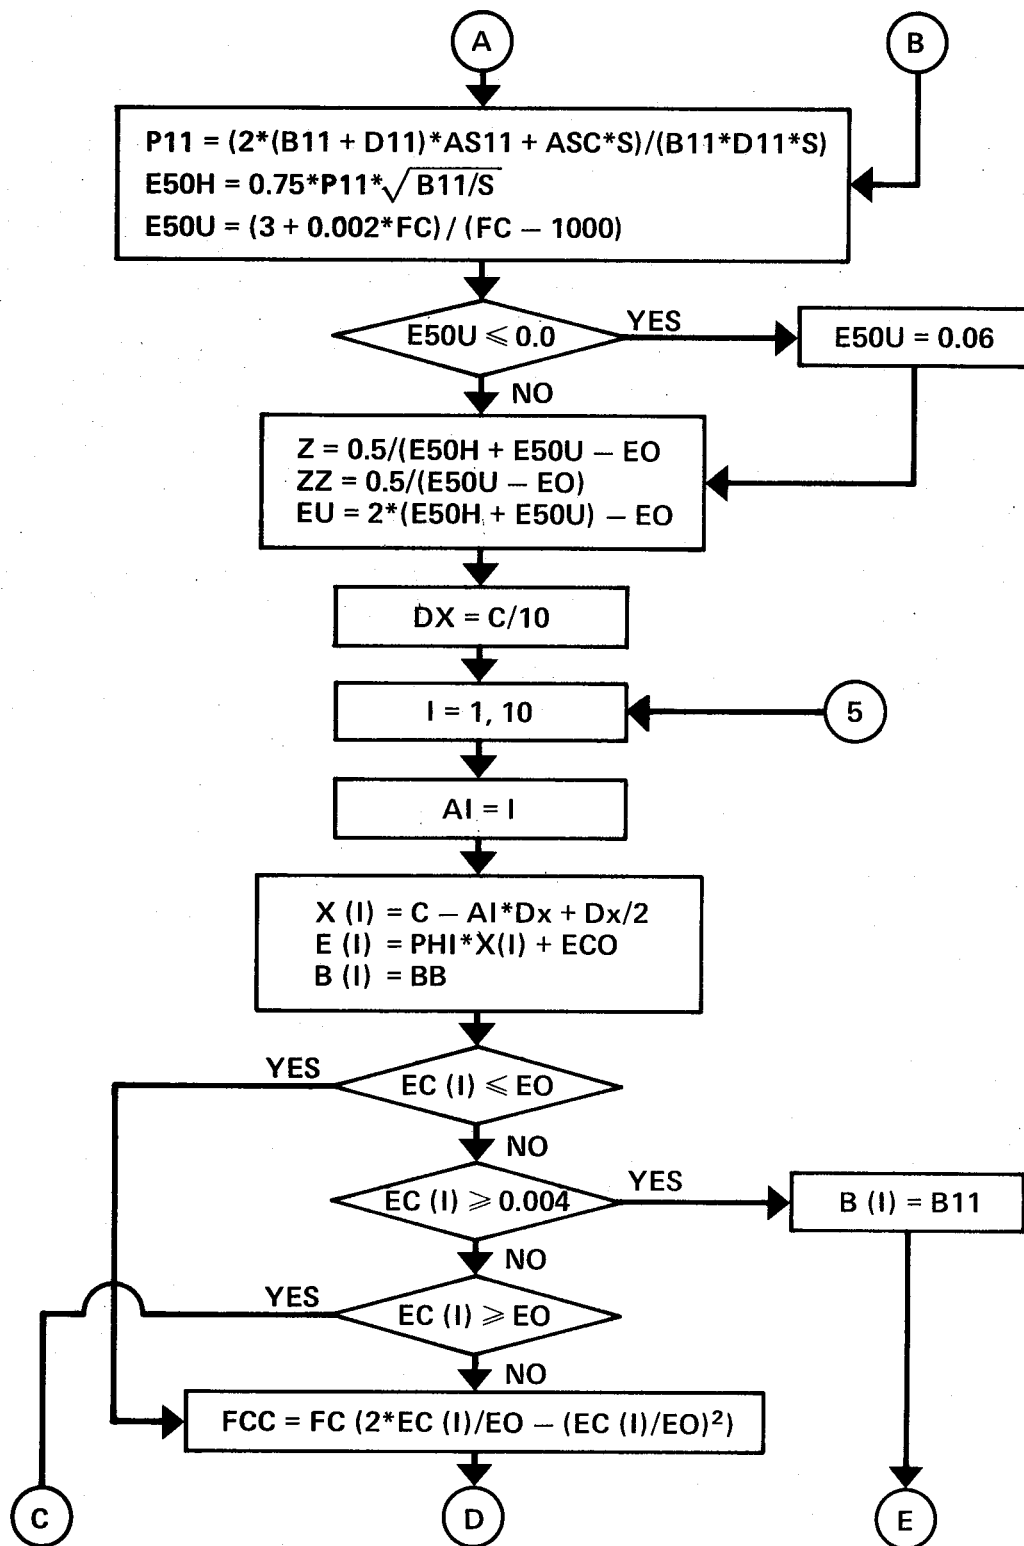 A
B
P11 = (2*(B11 + D11)*AS11 + ASC*S)/(B11*D11*S)
E50H = 0.75*P11*√B11/S
E50U = (3 + 0.002*FC) / (FC − 1000)
E50U ⩽ 0.0
YES
E50U = 0.06
NO
Z = 0.5/(E50H + E50U − EO
ZZ = 0.5/(E50U − EO)
EU = 2*(E50H + E50U) − EO
DX = C/10
I = 1, 10
5
AI = I
X (I) = C − AI*Dx + Dx/2
E (I) = PHI*X(I) + ECO
B (I) = BB
YES
EC (I) ⩽ EO
NO
EC (I) ⩾ 0.004
YES
B (I) = B11
NO
YES
EC (I) ⩾ EO
NO
FCC = FC (2*EC (I)/EO − (EC (I)/EO)²)
C
D
E